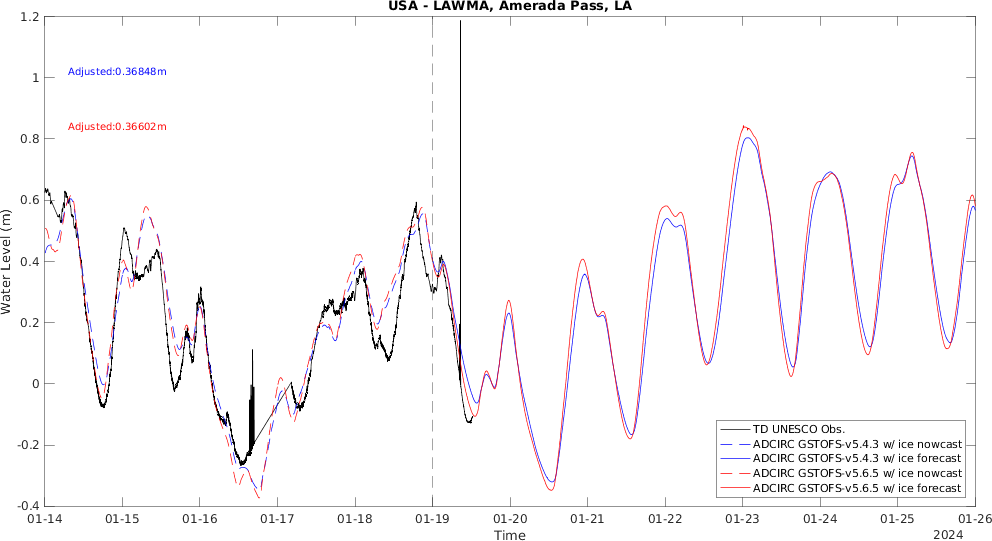 USA - LAWMA, Amerada Pass, LA
1.2
1
0.8
0.6
0.4
0.2
0
-0.2
-0.4
Water Level (m)
Adjusted:0.36848m
Adjusted:0.36602m
TD UNESCO Obs.
ADCIRC GSTOFS-v5.4.3 w/ ice nowcast
ADCIRC GSTOFS-v5.4.3 w/ ice forecast
ADCIRC GSTOFS-v5.6.5 w/ ice nowcast
ADCIRC GSTOFS-v5.6.5 w/ ice forecast
01-14 01-15 01-16 01-17 01-18 01-19 01-20 01-21 01-22 01-23 01-24 01-25 01-26
Time
2024